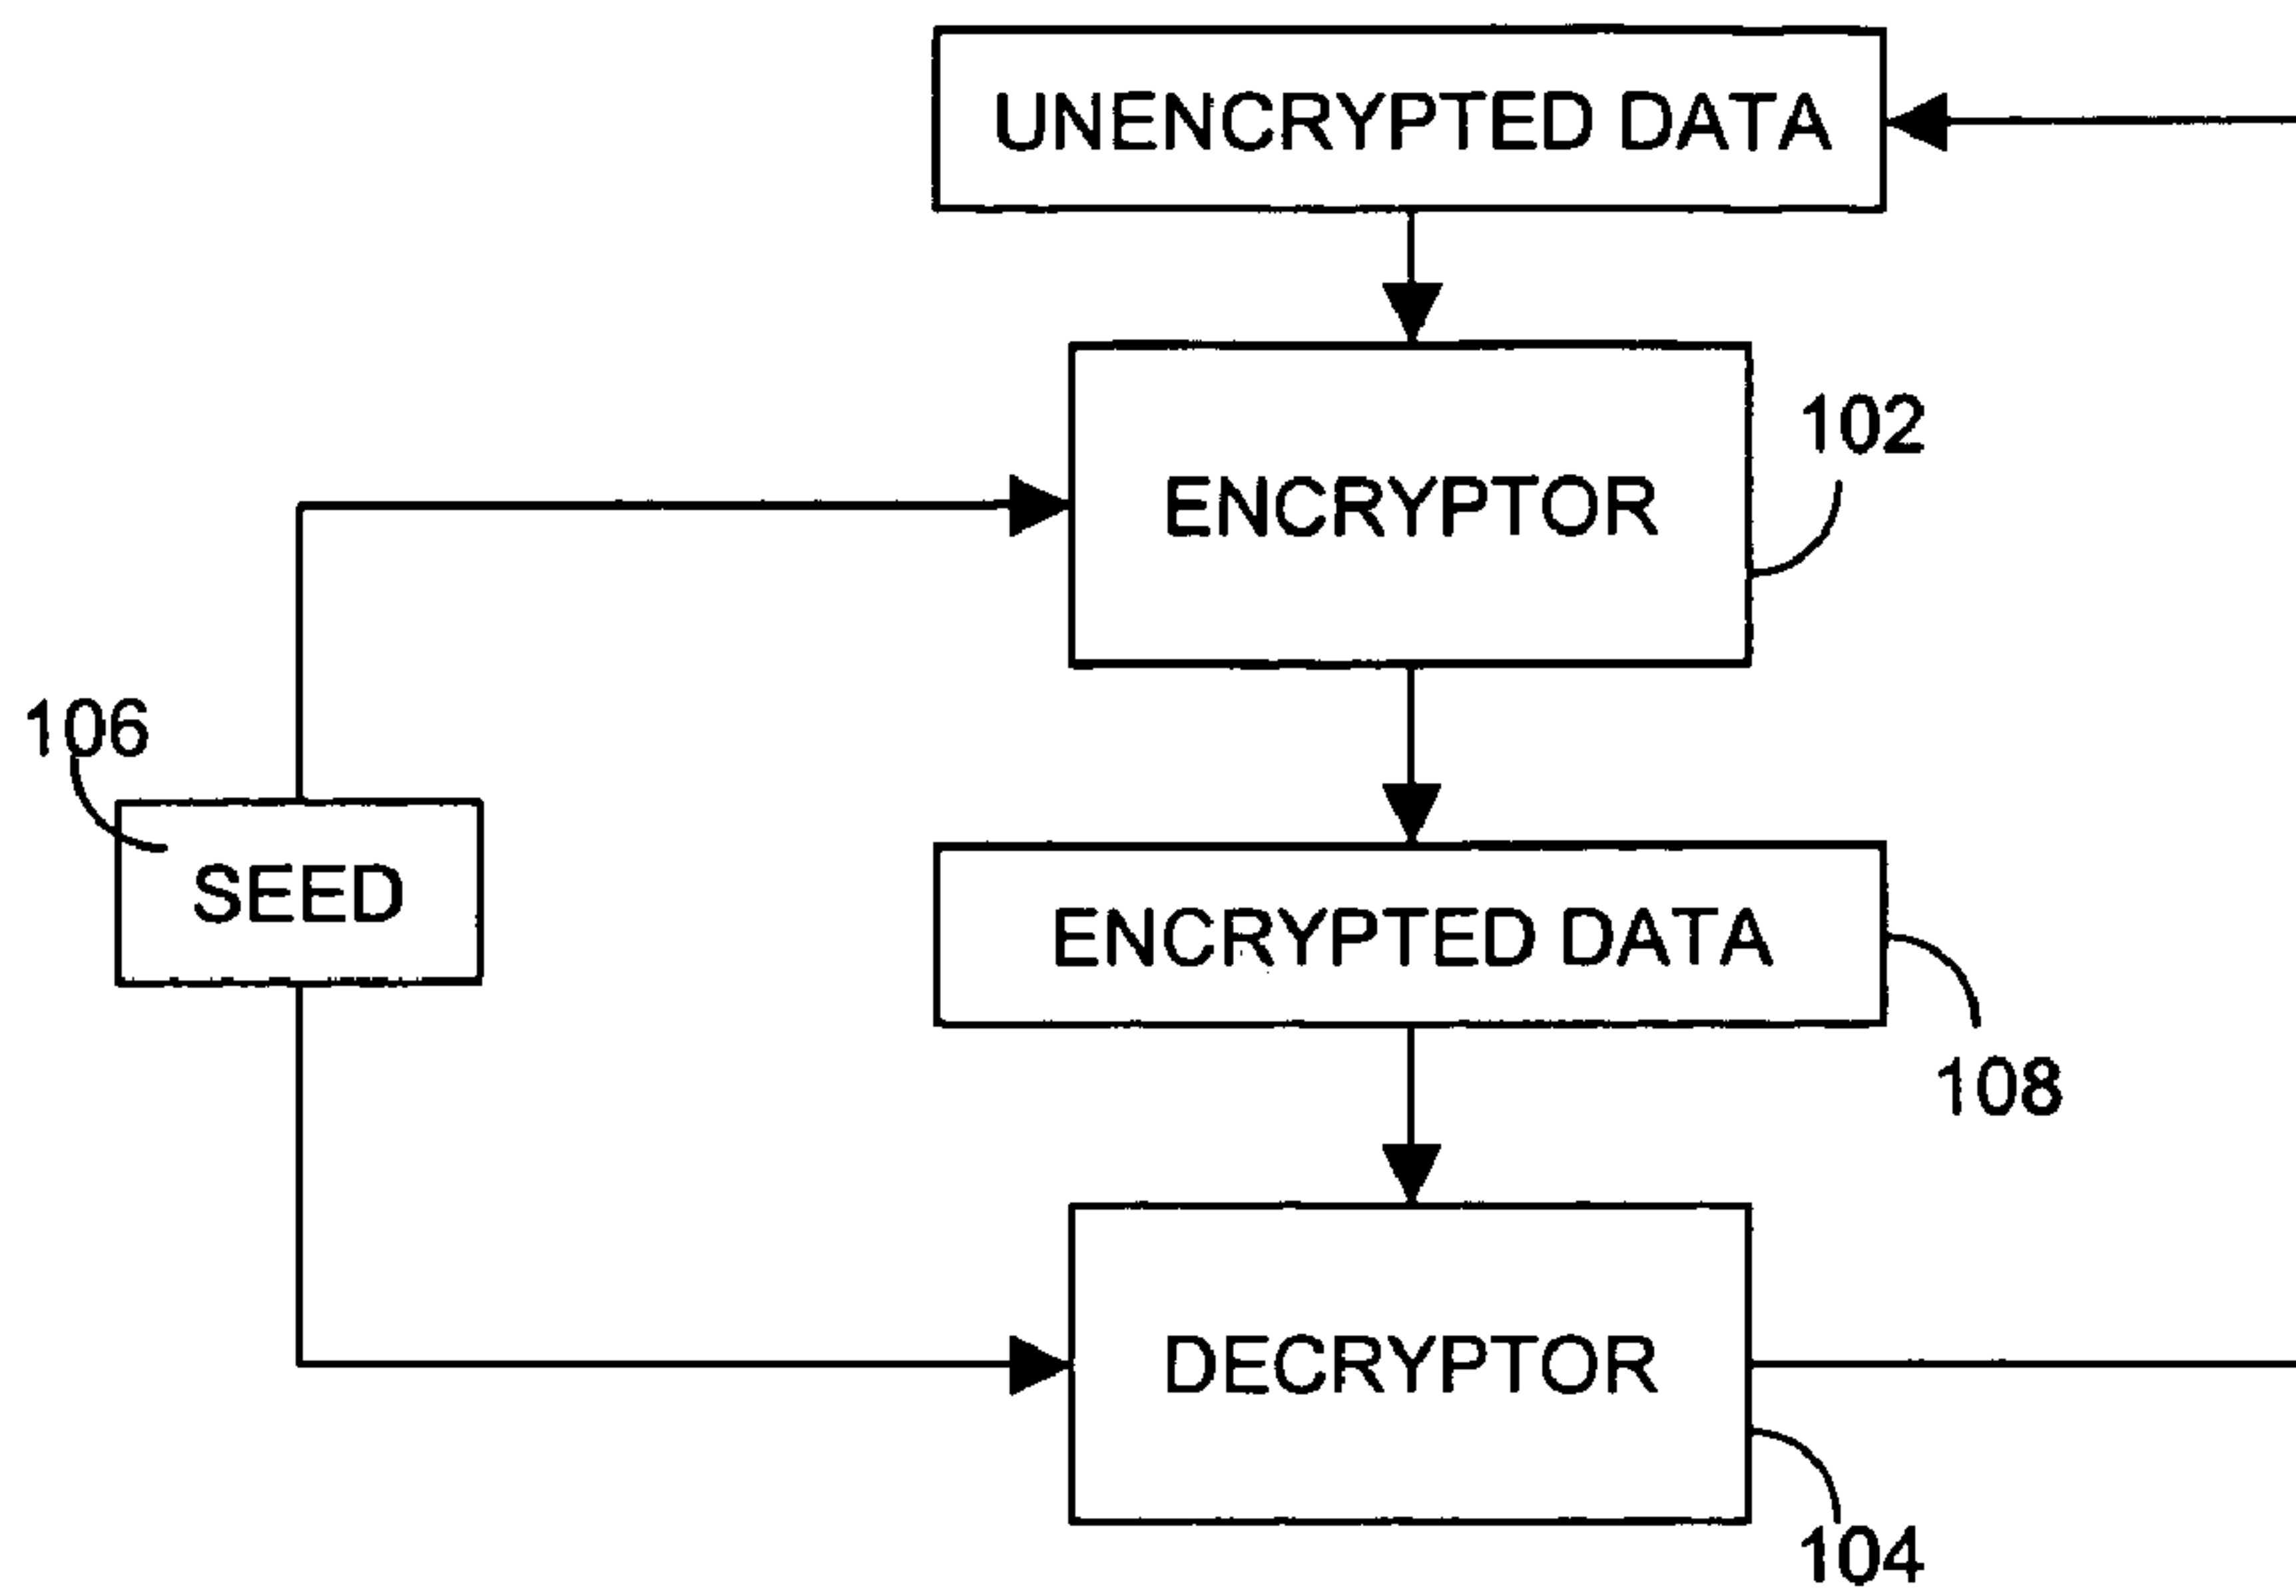 UNENCRYPTED DATA
102
ENCRYPTOR
106
SEED
ENCRYPTED DATA
108
DECRYPTOR
104